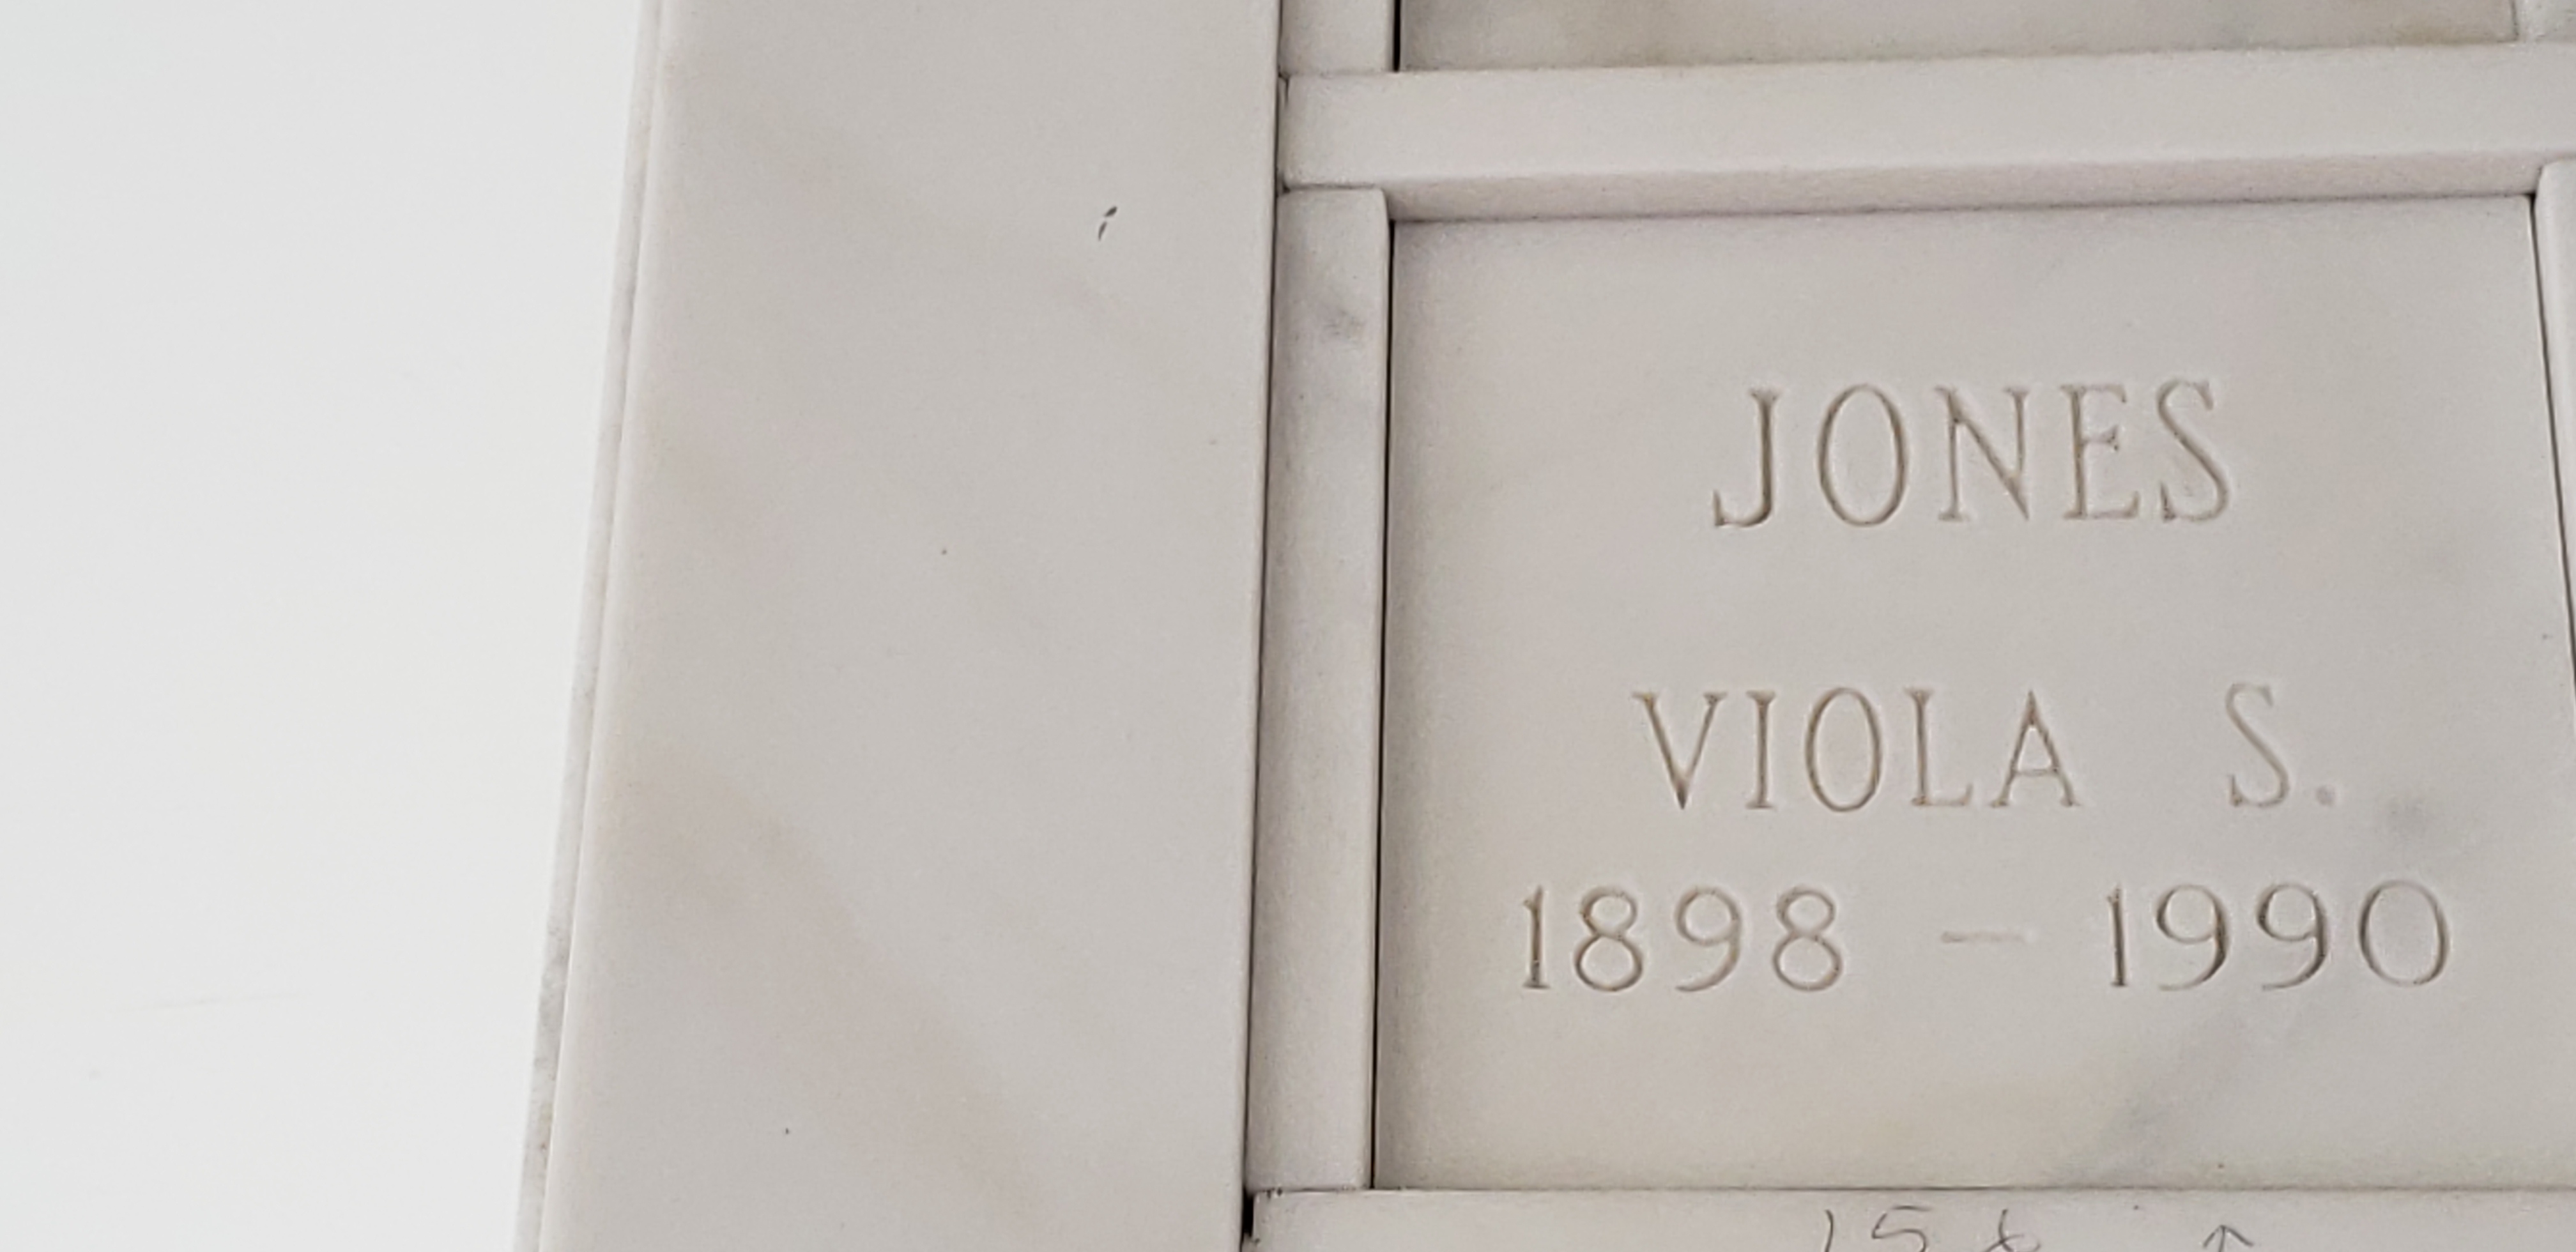 JONES
VIOLA S.
1898 – 1990